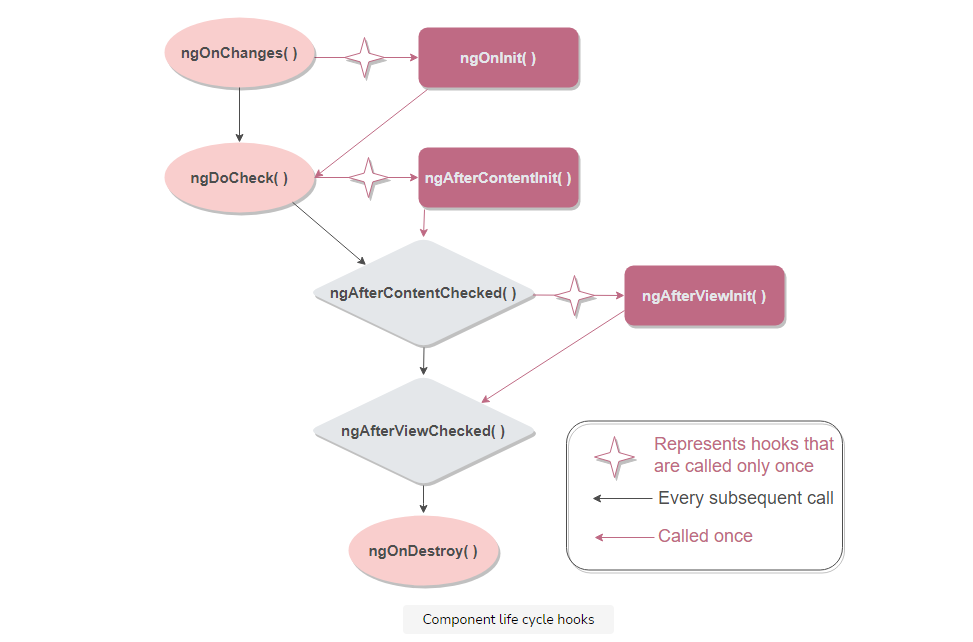 ngOnChanges( )
ngOnInit( )
ngDoCheck( )
ngAfterContentInit( )
ngAfterContentChecked( )
ngAfterViewInit( )
ngAfterViewChecked( )
Represents hooks that
are called only once
Every subsequent call
Called once
ngOnDestroy( )
Component life cycle hooks